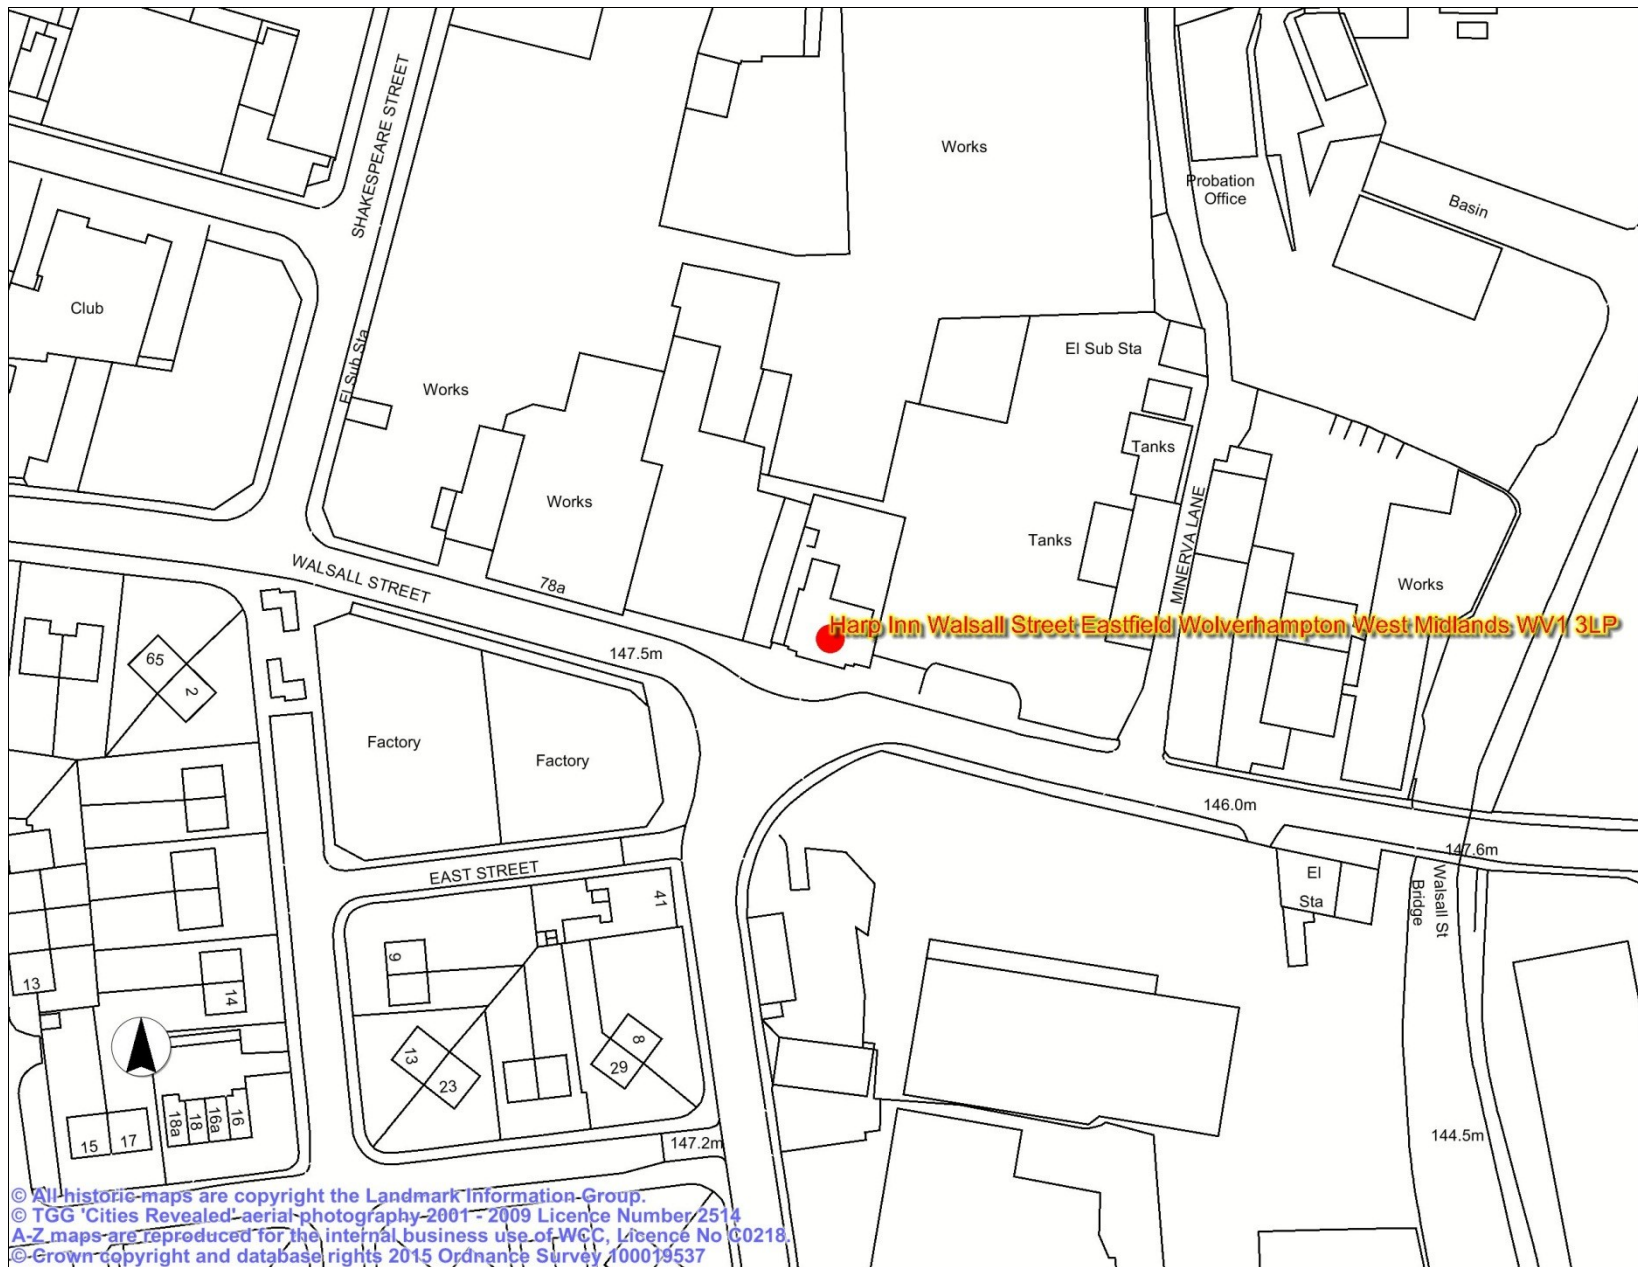 SHAKESPEARE STREET
Works
Probation
Office
Basin
Club
El Sub Sta
El Sub Sta
Works
Tanks
Works
MINERVA LANE
Tanks
WALSALL STREET
78a
Works
Harp Inn Walsall Street Eastfield Wolverhampton West Midlands WV1 3LP
147.5m
65
2
Factory
Factory
146.0m
147.6m
EAST STREET
El
Sta
Walsall St
Bridge
41
9
13
14
13
23
8
29
15
17
18a
18
16a
16
147.2m
144.5m
© All historic maps are copyright the Landmark Information Group.
© TGG 'Cities Revealed' aerial photography 2001 - 2009 Licence Number 2514
A-Z maps are reproduced for the internal business use of WCC, Licence No C0218.
© Crown copyright and database rights 2015 Ordnance Survey 100019537